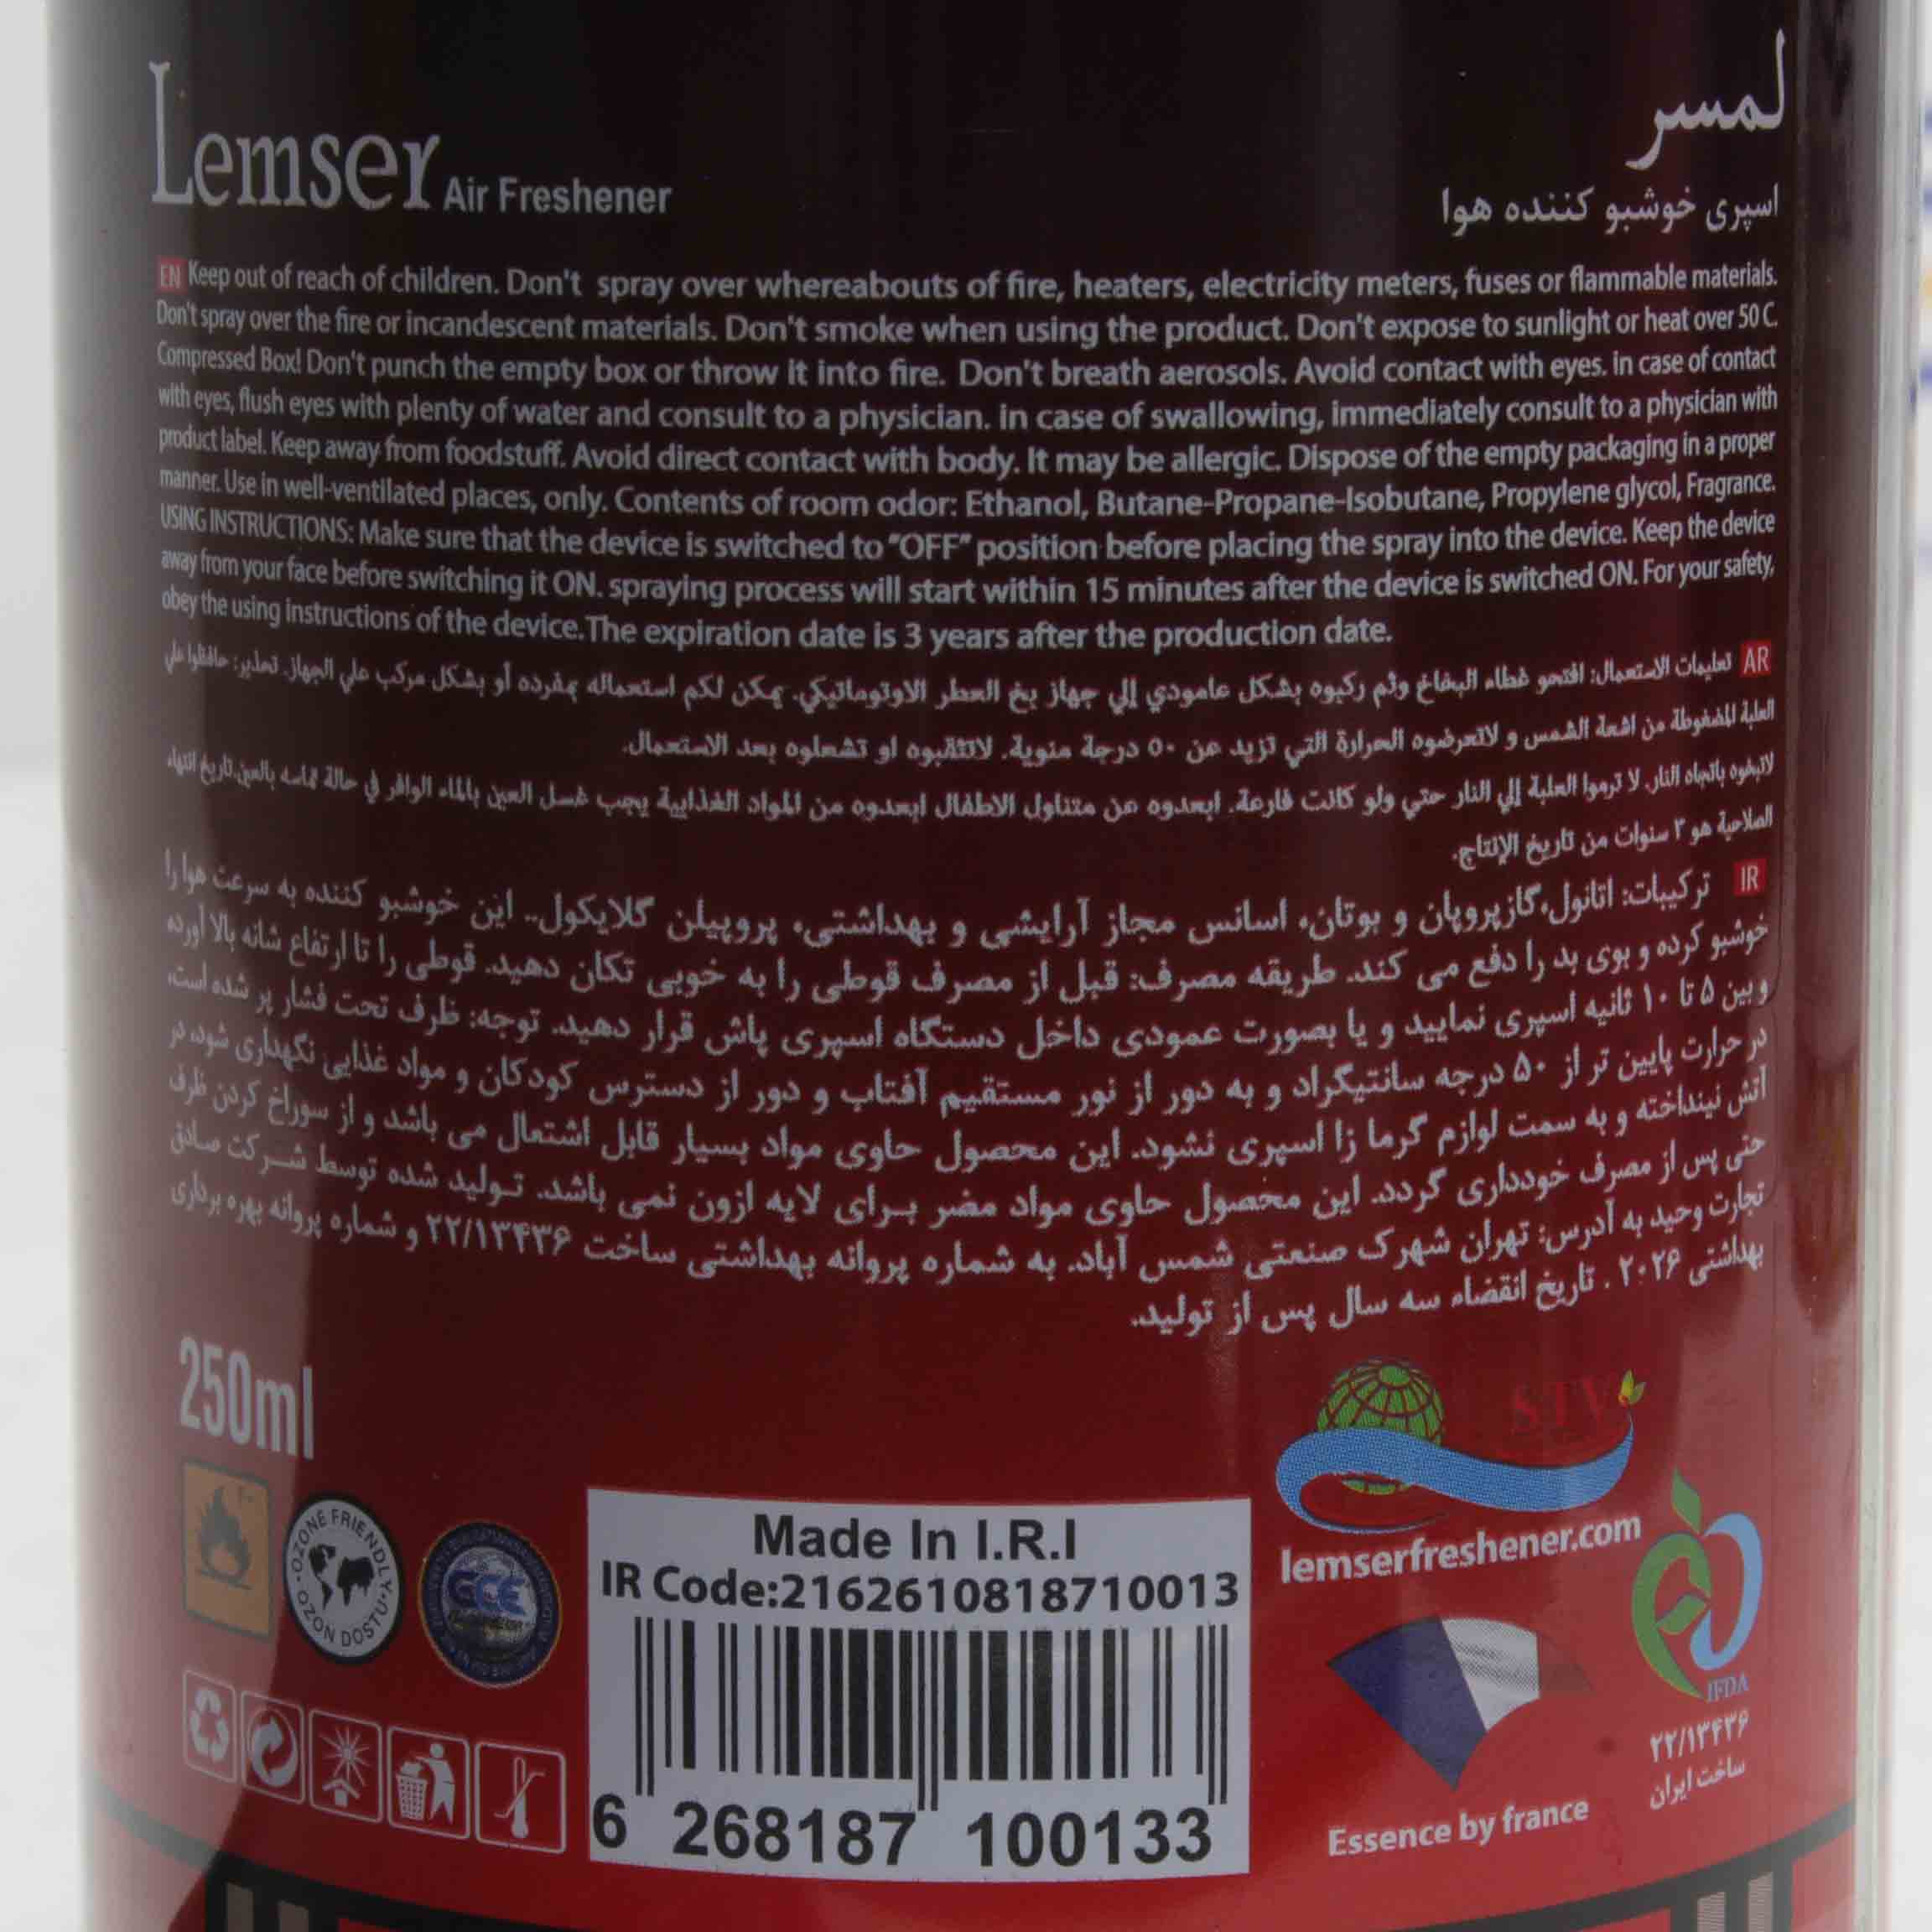 Lemser Air Freshener
لمسر
اسپری خوشبو کننده هوا
EN Keep out of reach of children. Don't spray over whereabouts of fire, heaters, electricity meters, fuses or flammable materials.
Don't spray over the fire or incandescent materials. Don't smoke when using the product. Don't expose to sunlight or heat over 50 C.
Compressed Box! Don't punch the empty box or throw it into fire. Don't breath aerosols. Avoid contact with eyes. in case of contact
with eyes, flush eyes with plenty of water and consult to a physician. in case of swallowing, immediately consult to a physician with
product label. Keep away from foodstuff. Avoid direct contact with body. It may be allergic. Dispose of the empty packaging in a proper
manner. Use in well-ventilated places, only. Contents of room odor: Ethanol, Butane-Propane-Isobutane, Propylene glycol, Fragrance.
USING INSTRUCTIONS: Make sure that the device is switched to "OFF" position before placing the spray into the device. Keep the device
away from your face before switching it ON. spraying process will start within 15 minutes after the device is switched ON. For your safety,
obey the using instructions of the device. The expiration date is 3 years after the production date.
AR تعليمات الاستعمال: افتحو غطاء البخاخ وثم ركبوه بشكل عامودي إلي جهاز بخ العطر الاوتوماتيكي. يمكن لكم استعماله بمفرده أو بشكل مركب علي الجهاز. تحذير: حافظوا علي
العلبة المضغوطة من اشعة الشمس و لاتعرضوه الحرارة التي تزيد عن ٥٠ درجة منوية. لاتثقبوه او تشعلوه بعد الاستعمال.
لاتبخوه باتجاه النار. لا ترموا العلبة إلي النار حتي ولو كانت فارغة. ابعدوه عن متناول الاطفال ابعدوه من المواد الغذايية يجب غسل العين بالماء الوافر في حالة تماسه بالعين.تاريخ انتهاء
الصلاحية هو ٣ سنوات من تاريخ الإنتاج.
IR ترکیبات: اتانول،گازپروپان و بوتان، اسانس مجاز آرایشی و بهداشتی، پروپیلن گلایکول.. این خوشبو کننده به سرعت هوا را
خوشبو کرده و بوی بد را دفع می کند. طریقه مصرف: قبل از مصرف قوطی را به خوبی تکان دهید. قوطی را تا ارتفاع شانه بالا آورده
و بین ۵ تا ۱۰ ثانیه اسپری نمایید و یا بصورت عمودی داخل دستگاه اسپری پاش قرار دهید. توجه: ظرف تحت فشار پر شده است،
در حرارت پایین تر از ۵۰ درجه سانتیگراد و به دور از نور مستقیم آفتاب و دور از دسترس کودکان و مواد غذایی نگهداری شود، در
اتش نینداخته و به سمت لوازم گرما زا اسپری نشود. این محصول حاوی مواد بسیار قابل اشتعال می باشد و از سوراخ کردن ظرف
حتی پس از مصرف خودداری گردد. این محصول حاوی مواد مضر برای لایه ازون نمی باشد. تولید شده توسط شرکت صادق
تجارت وحید به آدرس: تهران شهرک صنعتی شمس آباد. به شماره پروانه بهداشتی ساخت ۲۲/۱۳۴۳۶ و شماره پروانه بهره برداری
بهداشتی ۲۰۲۶ . تاریخ انقضاء سه سال پس از تولید.
250ml
STV
lemserfreshener.com
OZONE FRIENDLY
OZON DOSTU
GCE
Made In I.R.I
IR Code:2162610818710013
6 268187 100133
IFDA
۲۲/۱۳۴۳۶
ساخت ایران
Essence by france